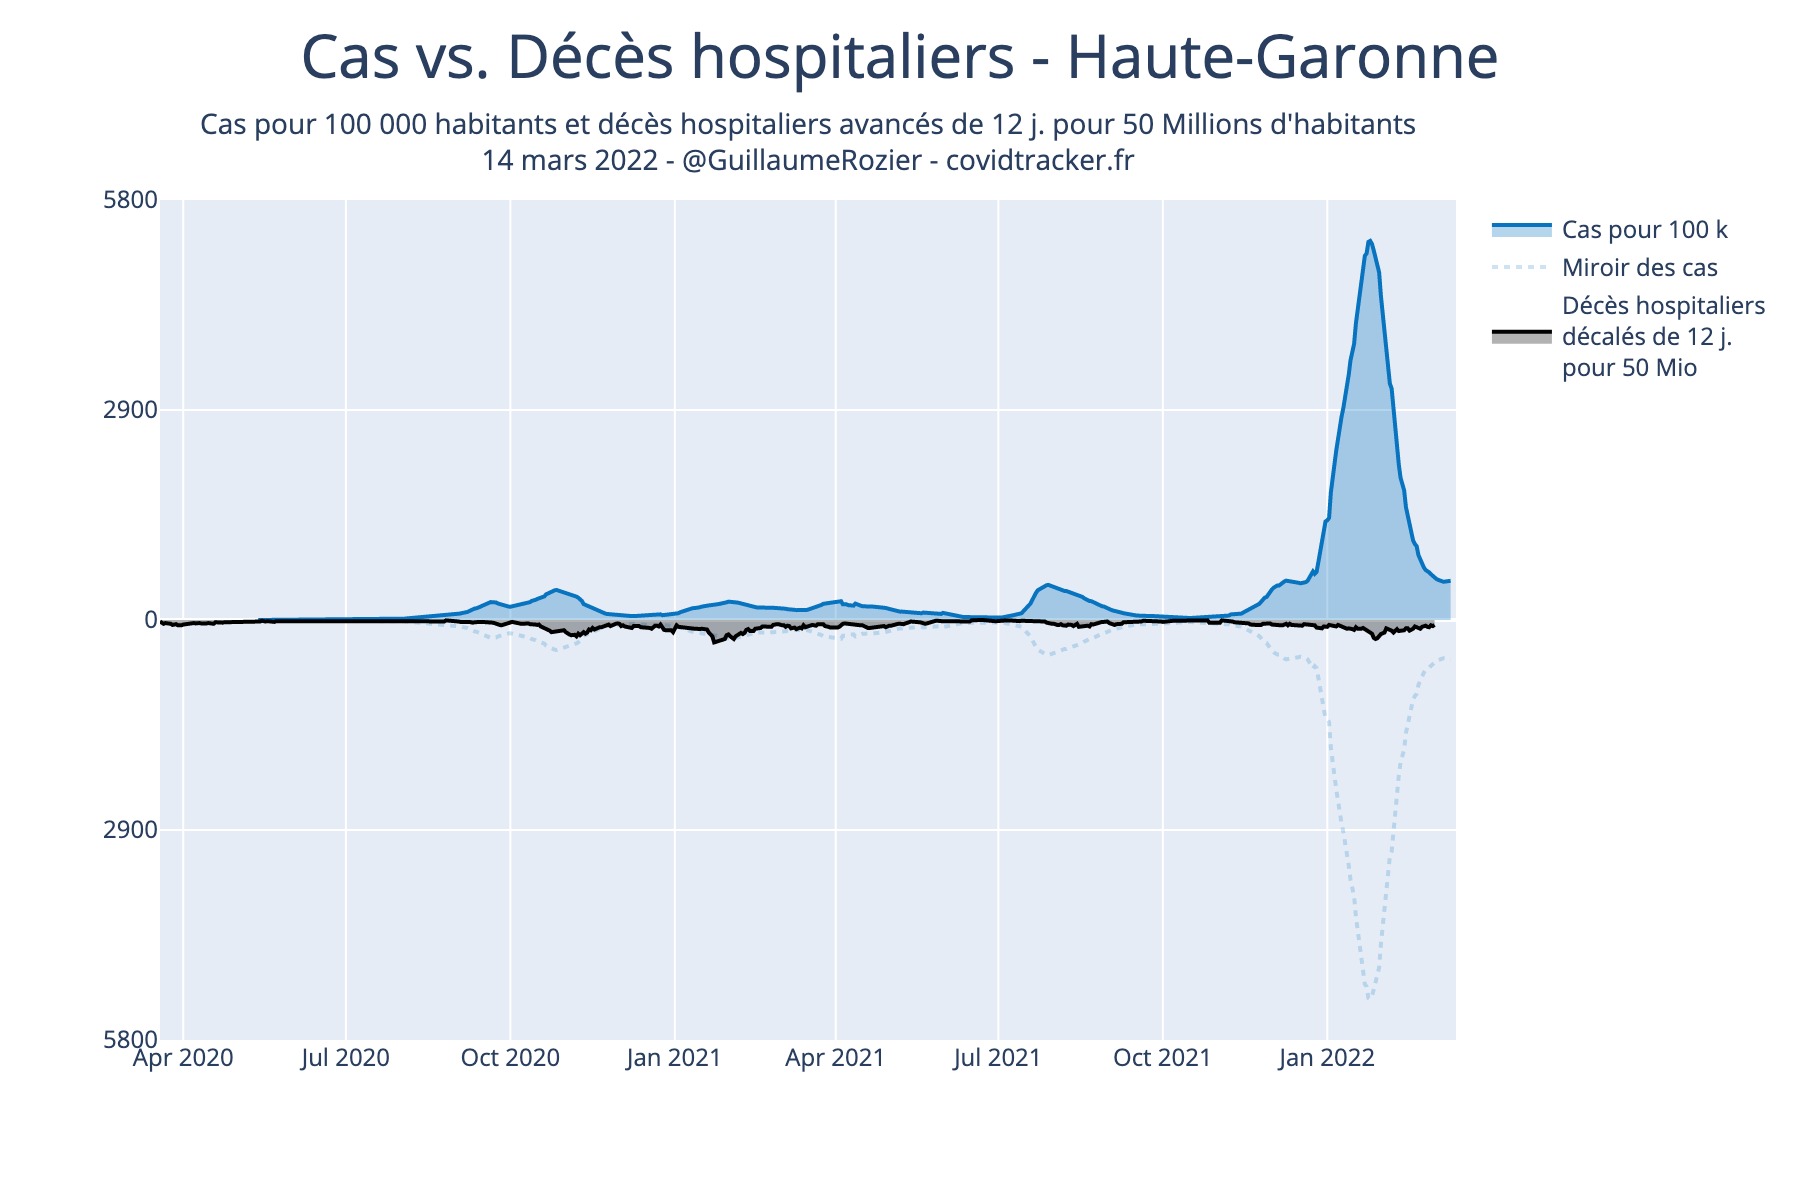 Cas vs. Décès hospitaliers - Haute-Garonne
Cas pour 100 000 habitants et décès hospitaliers avancés de 12 j. pour 50 Millions d'habitants
14 mars 2022 - @GuillaumeRozier - covidtracker.fr
5800
2900
0
2900
5800
Apr 2020
Jul 2020
Oct 2020
Jan 2021
Apr 2021
Jul 2021
Oct 2021
Jan 2022
Cas pour 100 k
Miroir des cas
Décès hospitaliers
décalés de 12 j.
pour 50 Mio